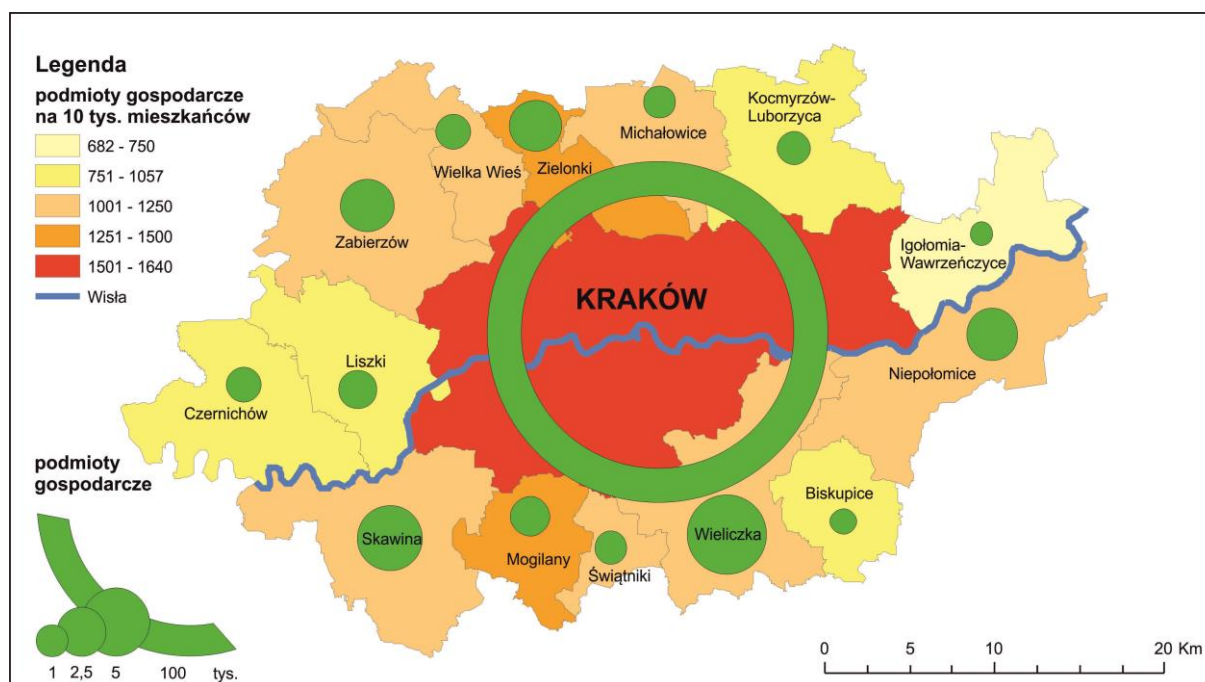 Legenda
podmioty gospodarcze
na 10 tys. mieszkańców
682 - 750
751 - 1057
1001 - 1250
1251 - 1500
1501 - 1640
Wisła
Kocmyrzów-
Luborzyca
Michałowice
Wielka Wieś
Zielonki
Zabierzów
Igołomia-
Wawrzeńczyce
KRAKÓW
Liszki
Czernichów
Niepołomice
podmioty
gospodarcze
Biskupice
Skawina
Mogilany
Świątniki
Wieliczka
1 2,5 5 100 tys.
0 5 10 20 Km